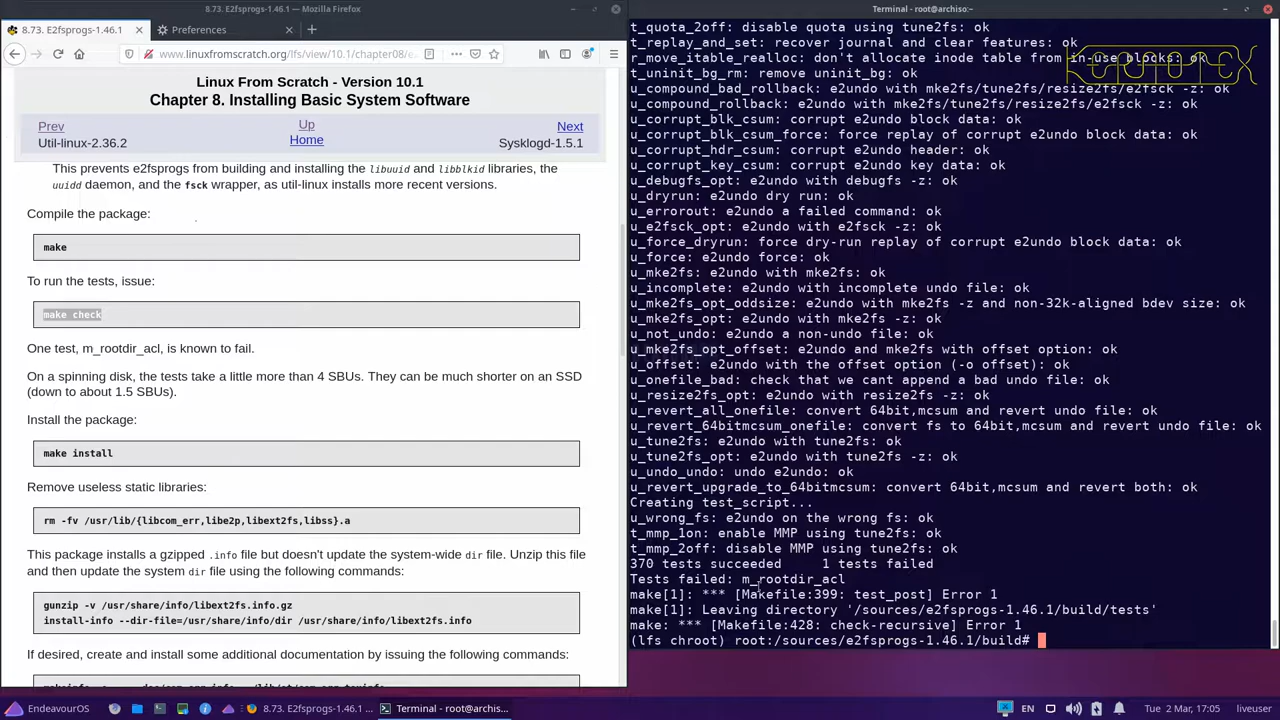 8.73. E2fsprogs-1.46.1 — Mozilla Firefox
8.73. E2fsprogs-1.46.1
Preferences
www.linuxfromscratch.org/lfs/view/10.1/chapter08/e
Linux From Scratch - Version 10.1
Chapter 8. Installing Basic System Software
Prev
Up
Next
Util-linux-2.36.2
Home
Sysklogd-1.5.1
This prevents e2fsprogs from building and installing the libuuid and libblkid libraries, the
uuidd daemon, and the fsck wrapper, as util-linux installs more recent versions.
Compile the package:
make
To run the tests, issue:
make check
One test, m_rootdir_acl, is known to fail.
On a spinning disk, the tests take a little more than 4 SBUs. They can be much shorter on an SSD
(down to about 1.5 SBUs).
Install the package:
make install
Remove useless static libraries:
rm -fv /usr/lib/{libcom_err,libe2p,libext2fs,libss}.a
This package installs a gzipped .info file but doesn't update the system-wide dir file. Unzip this file
and then update the system dir file using the following commands:
gunzip -v /usr/share/info/libext2fs.info.gz
install-info --dir-file=/usr/share/info/dir /usr/share/info/libext2fs.info
If desired, create and install some additional documentation by issuing the following commands:
Terminal - root@archiso:~
t_quota_2off: disable quota using tune2fs: ok
t_replay_and_set: recover journal and clear features: ok
r_move_itable_realloc: don't allocate inode table from in-use blocks: ok
t_uninit_bg_rm: remove uninit_bg: ok
u_compound_bad_rollback: e2undo with mke2fs/tune2fs/resize2fs/e2fsck -z: ok
u_compound_rollback: e2undo with mke2fs/tune2fs/resize2fs/e2fsck -z: ok
u_corrupt_blk_csum: corrupt e2undo block data: ok
u_corrupt_blk_csum_force: force replay of corrupt e2undo block data: ok
u_corrupt_hdr_csum: corrupt e2undo header: ok
u_corrupt_key_csum: corrupt e2undo key data: ok
u_debugfs_opt: e2undo with debugfs -z: ok
u_dryrun: e2undo dry run: ok
u_errorout: e2undo a failed command: ok
u_e2fsck_opt: e2undo with e2fsck -z: ok
u_force_dryrun: force dry-run replay of corrupt e2undo block data: ok
u_force: e2undo force: ok
u_mke2fs: e2undo with mke2fs: ok
u_incomplete: e2undo with incomplete undo file: ok
u_mke2fs_opt_oddsize: e2undo with mke2fs -z and non-32k-aligned bdev size: ok
u_mke2fs_opt: e2undo with mke2fs -z: ok
u_not_undo: e2undo a non-undo file: ok
u_mke2fs_opt_offset: e2undo and mke2fs with offset option: ok
u_offset: e2undo with the offset option (-o offset): ok
u_onefile_bad: check that we cant append a bad undo file: ok
u_resize2fs_opt: e2undo with resize2fs -z: ok
u_revert_all_onefile: convert 64bit,mcsum and revert undo file: ok
u_revert_64bitmcsum_onefile: convert fs to 64bit,mcsum and revert undo file: ok
u_tune2fs: e2undo with tune2fs: ok
u_tune2fs_opt: e2undo with tune2fs -z: ok
u_undo_undo: undo e2undo: ok
u_revert_upgrade_to_64bitmcsum: convert 64bit,mcsum and revert both: ok
Creating test_script...
u_wrong_fs: e2undo on the wrong fs: ok
t_mmp_1on: enable MMP using tune2fs: ok
t_mmp_2off: disable MMP using tune2fs: ok
370 tests succeeded     1 tests failed
Tests failed: m_rootdir_acl
make[1]: *** [Makefile:399: test_post] Error 1
make[1]: Leaving directory '/sources/e2fsprogs-1.46.1/build/tests'
make: *** [Makefile:428: check-recursive] Error 1
(lfs chroot) root:/sources/e2fsprogs-1.46.1/build#
EndeavourOS
8.73. E2fsprogs-1.46.1 ...
Terminal - root@archis...
EN
Tue 2 Mar, 17:05
liveuser